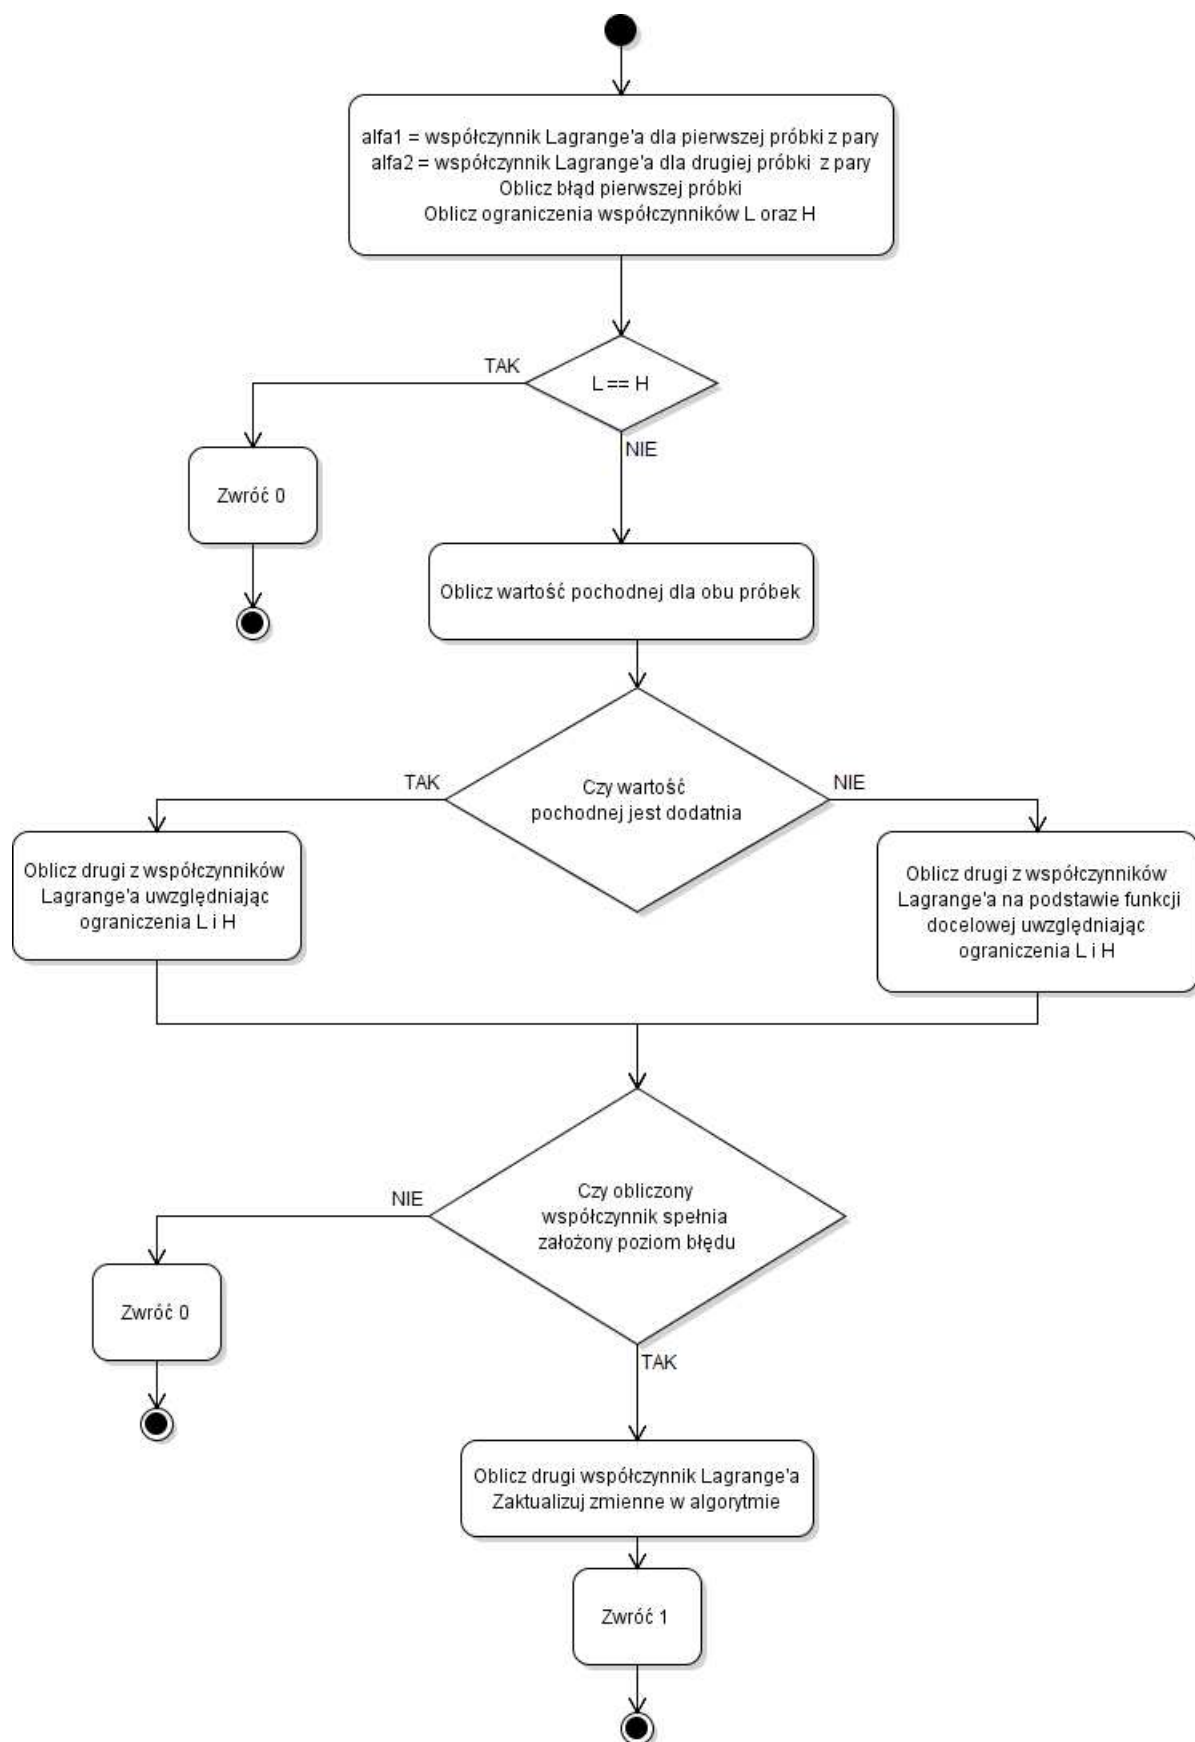 alfa1 = współczynnik Lagrange'a dla pierwszej próbki z pary
alfa2 = współczynnik Lagrange'a dla drugiej próbki z pary
Oblicz błąd pierwszej próbki
Oblicz ograniczenia współczynników L oraz H
TAK
L == H
NIE
Zwróć 0
Oblicz wartość pochodnej dla obu próbek
TAK
Czy wartość
pochodnej jest dodatnia
NIE
Oblicz drugi z współczynników
Lagrange'a uwzględniając
ograniczenia L i H
Oblicz drugi z współczynników
Lagrange'a na podstawie funkcji
docelowej uwzględniając
ograniczenia L i H
NIE
Czy obliczony
współczynnik spełnia
założony poziom błędu
Zwróć 0
TAK
Oblicz drugi współczynnik Lagrange'a
Zaktualizuj zmienne w algorytmie
Zwróć 1